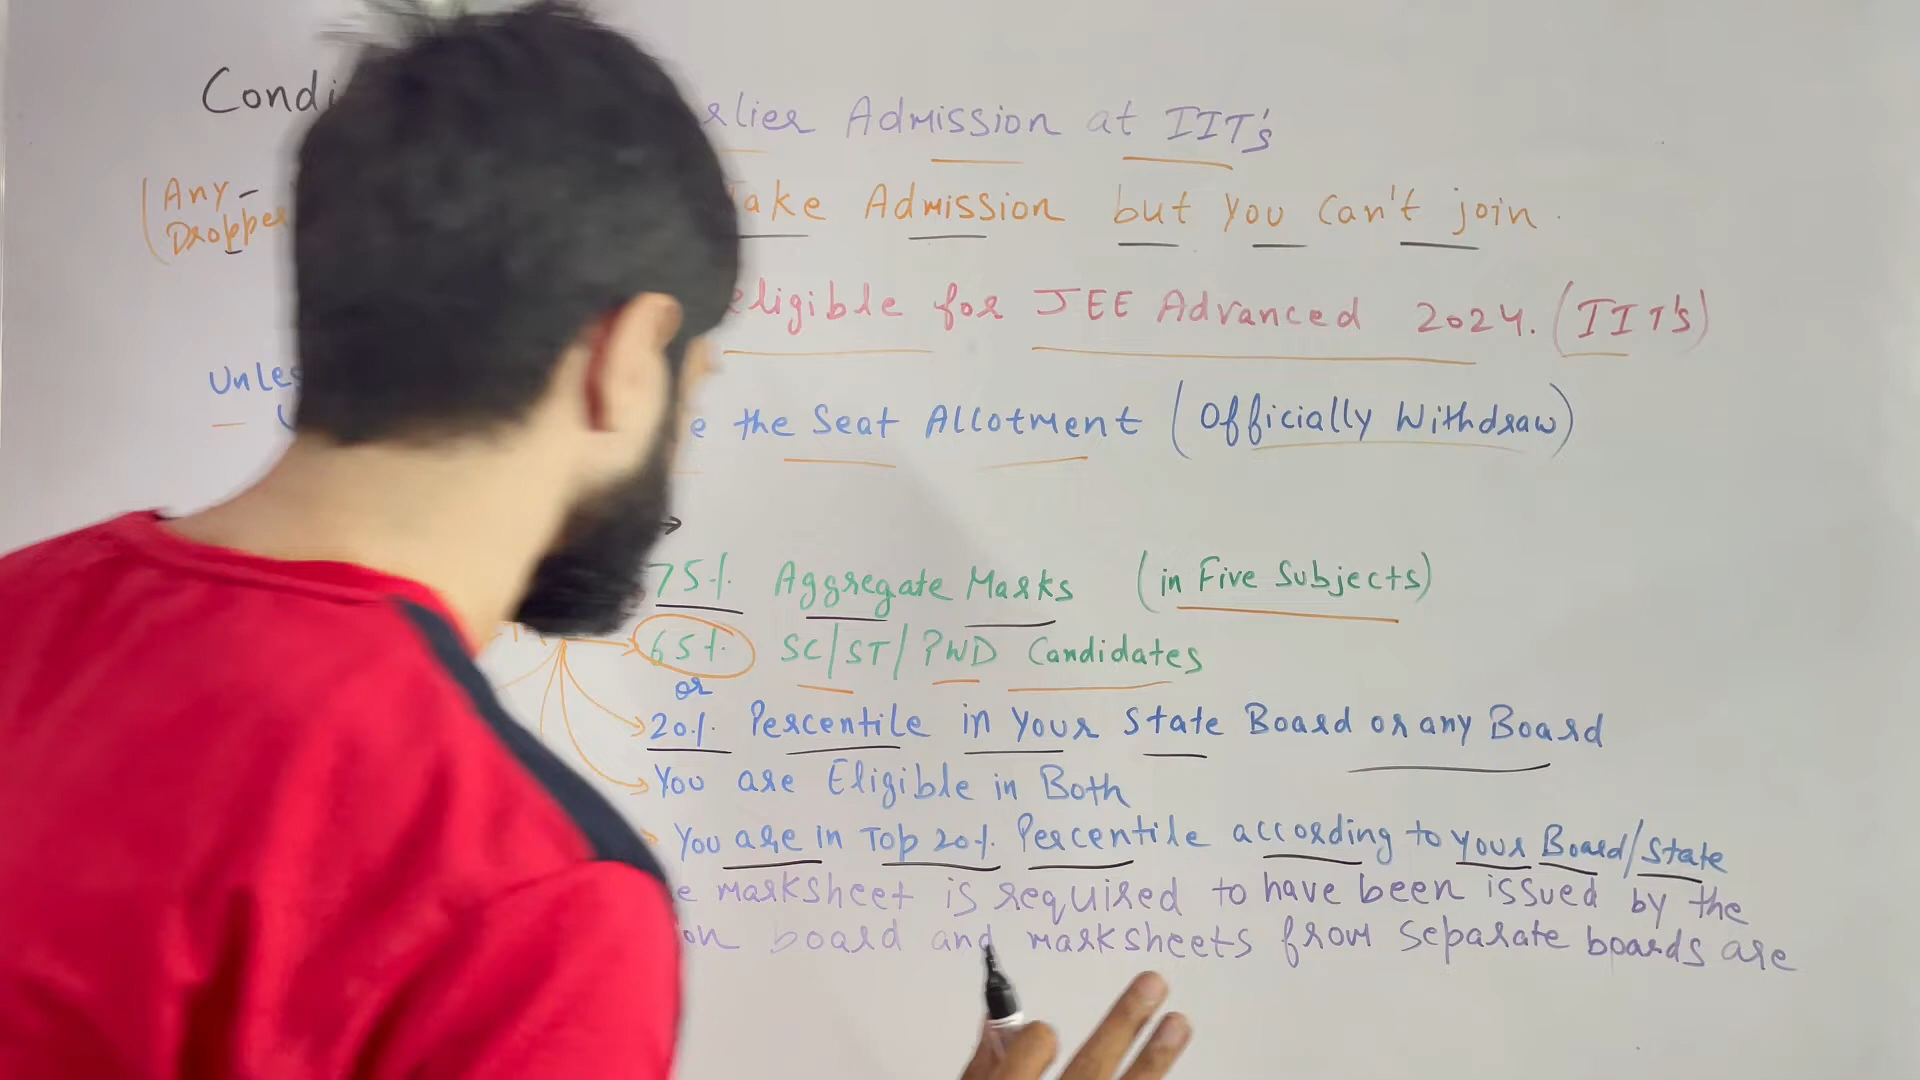 Condi rlier Admission at IIT's
(Any-
Dropper ake Admission but you can't join.
eligible for JEE Advanced 2024. (IIT's)
Unles
e the Seat Allotment (Officially Withdraw)
→
75% Aggregate Marks (in Five Subjects)
65% SC/ST/PWD Candidates
or
20% Percentile in Your State Board or any Board
You are Eligible in Both
You are in Top 20% Percentile according to your Board/State
e marksheet is required to have been issued by the
on board and marksheets from separate boards are